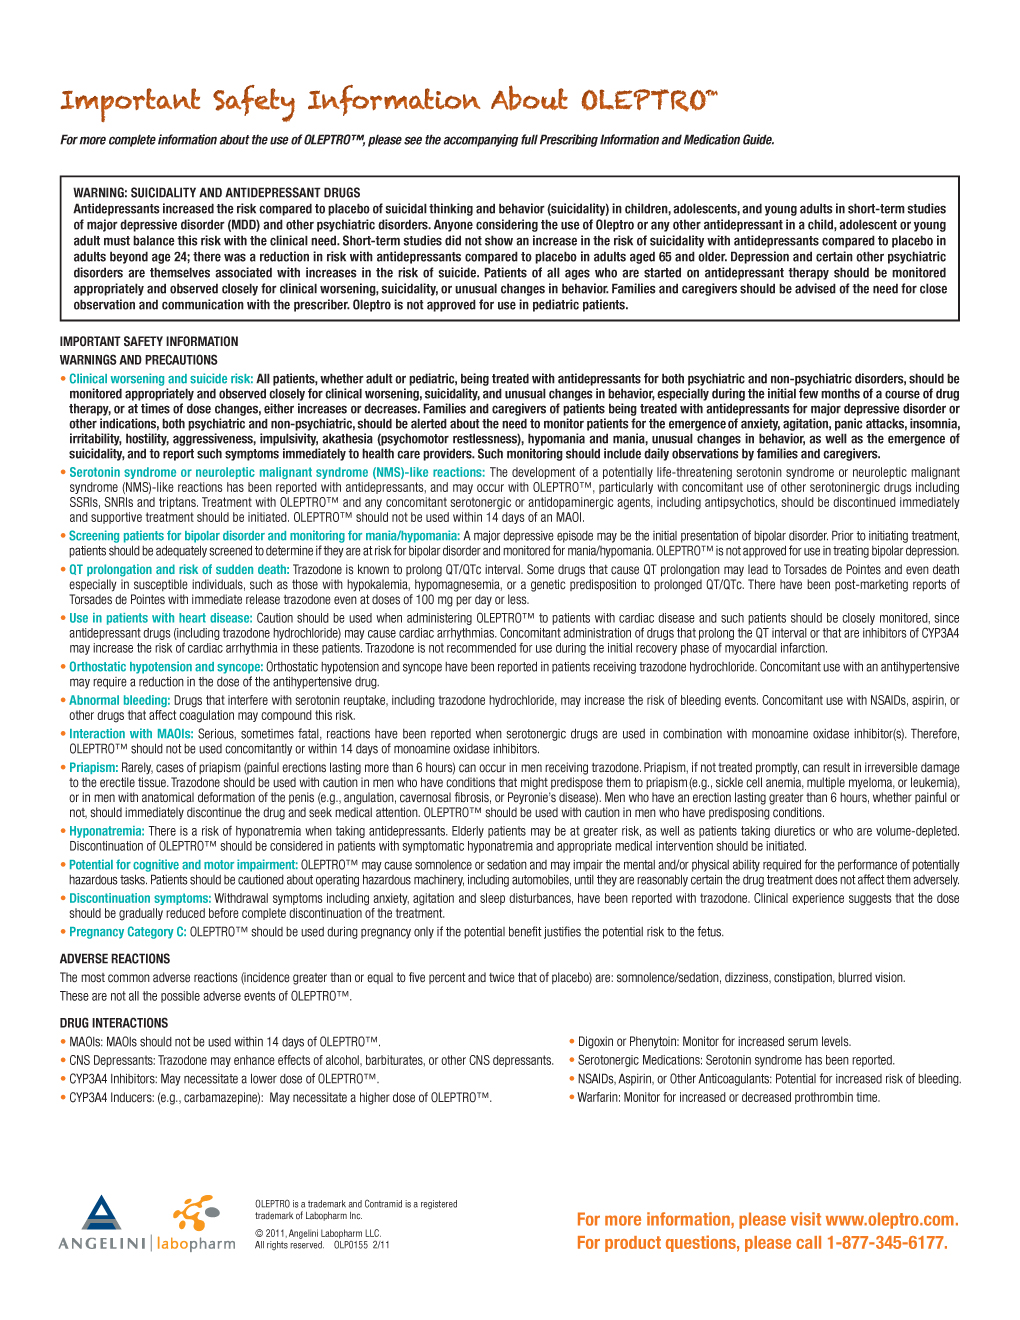 Important Safety Information About OLEPTRO™
For more complete information about the use of OLEPTRO™, please see the accompanying full Prescribing Information and Medication Guide.
WARNING: SUICIDALITY AND ANTIDEPRESSANT DRUGS
Antidepressants increased the risk compared to placebo of suicidal thinking and behavior (suicidality) in children, adolescents, and young adults in short-term studies
of major depressive disorder (MDD) and other psychiatric disorders. Anyone considering the use of Oleptro or any other antidepressant in a child, adolescent or young
adult must balance this risk with the clinical need. Short-term studies did not show an increase in the risk of suicidality with antidepressants compared to placebo in
adults beyond age 24; there was a reduction in risk with antidepressants compared to placebo in adults aged 65 and older. Depression and certain other psychiatric
disorders are themselves associated with increases in the risk of suicide. Patients of all ages who are started on antidepressant therapy should be monitored
appropriately and observed closely for clinical worsening, suicidality, or unusual changes in behavior. Families and caregivers should be advised of the need for close
observation and communication with the prescriber. Oleptro is not approved for use in pediatric patients.
IMPORTANT SAFETY INFORMATION
WARNINGS AND PRECAUTIONS
• Clinical worsening and suicide risk: All patients, whether adult or pediatric, being treated with antidepressants for both psychiatric and non-psychiatric disorders, should be
monitored appropriately and observed closely for clinical worsening, suicidality, and unusual changes in behavior, especially during the initial few months of a course of drug
therapy, or at times of dose changes, either increases or decreases. Families and caregivers of patients being treated with antidepressants for major depressive disorder or
other indications, both psychiatric and non-psychiatric, should be alerted about the need to monitor patients for the emergence of anxiety, agitation, panic attacks, insomnia,
irritability, hostility, aggressiveness, impulsivity, akathesia (psychomotor restlessness), hypomania and mania, unusual changes in behavior, as well as the emergence of
suicidality, and to report such symptoms immediately to health care providers. Such monitoring should include daily observations by families and caregivers.
• Serotonin syndrome or neuroleptic malignant syndrome (NMS)-like reactions: The development of a potentially life-threatening serotonin syndrome or neuroleptic malignant
syndrome (NMS)-like reactions has been reported with antidepressants, and may occur with OLEPTRO™, particularly with concomitant use of other serotoninergic drugs including
SSRIs, SNRIs and triptans. Treatment with OLEPTRO™ and any concomitant serotonergic or antidopaminergic agents, including antipsychotics, should be discontinued immediately
and supportive treatment should be initiated. OLEPTRO™ should not be used within 14 days of an MAOI.
• Screening patients for bipolar disorder and monitoring for mania/hypomania: A major depressive episode may be the initial presentation of bipolar disorder. Prior to initiating treatment,
patients should be adequately screened to determine if they are at risk for bipolar disorder and monitored for mania/hypomania. OLEPTRO™ is not approved for use in treating bipolar depression.
• QT prolongation and risk of sudden death: Trazodone is known to prolong QT/QTc interval. Some drugs that cause QT prolongation may lead to Torsades de Pointes and even death
especially in susceptible individuals, such as those with hypokalemia, hypomagnesemia, or a genetic predisposition to prolonged QT/QTc. There have been post-marketing reports of
Torsades de Pointes with immediate release trazodone even at doses of 100 mg per day or less.
• Use in patients with heart disease: Caution should be used when administering OLEPTRO™ to patients with cardiac disease and such patients should be closely monitored, since
antidepressant drugs (including trazodone hydrochloride) may cause cardiac arrhythmias. Concomitant administration of drugs that prolong the QT interval or that are inhibitors of CYP3A4
may increase the risk of cardiac arrhythmia in these patients. Trazodone is not recommended for use during the initial recovery phase of myocardial infarction.
• Orthostatic hypotension and syncope: Orthostatic hypotension and syncope have been reported in patients receiving trazodone hydrochloride. Concomitant use with an antihypertensive
may require a reduction in the dose of the antihypertensive drug.
• Abnormal bleeding: Drugs that interfere with serotonin reuptake, including trazodone hydrochloride, may increase the risk of bleeding events. Concomitant use with NSAIDs, aspirin, or
other drugs that affect coagulation may compound this risk.
• Interaction with MAOIs: Serious, sometimes fatal, reactions have been reported when serotonergic drugs are used in combination with monoamine oxidase inhibitor(s). Therefore,
OLEPTRO™ should not be used concomitantly or within 14 days of monoamine oxidase inhibitors.
• Priapism: Rarely, cases of priapism (painful erections lasting more than 6 hours) can occur in men receiving trazodone. Priapism, if not treated promptly, can result in irreversible damage
to the erectile tissue. Trazodone should be used with caution in men who have conditions that might predispose them to priapism (e.g., sickle cell anemia, multiple myeloma, or leukemia),
or in men with anatomical deformation of the penis (e.g., angulation, cavernosal fibrosis, or Peyronie's disease). Men who have an erection lasting greater than 6 hours, whether painful or
not, should immediately discontinue the drug and seek medical attention. OLEPTRO™ should be used with caution in men who have predisposing conditions.
• Hyponatremia: There is a risk of hyponatremia when taking antidepressants. Elderly patients may be at greater risk, as well as patients taking diuretics or who are volume-depleted.
Discontinuation of OLEPTRO™ should be considered in patients with symptomatic hyponatremia and appropriate medical intervention should be initiated.
• Potential for cognitive and motor impairment: OLEPTRO™ may cause somnolence or sedation and may impair the mental and/or physical ability required for the performance of potentially
hazardous tasks. Patients should be cautioned about operating hazardous machinery, including automobiles, until they are reasonably certain the drug treatment does not affect them adversely.
• Discontinuation symptoms: Withdrawal symptoms including anxiety, agitation and sleep disturbances, have been reported with trazodone. Clinical experience suggests that the dose
should be gradually reduced before complete discontinuation of the treatment.
• Pregnancy Category C: OLEPTRO™ should be used during pregnancy only if the potential benefit justifies the potential risk to the fetus.
ADVERSE REACTIONS
The most common adverse reactions (incidence greater than or equal to five percent and twice that of placebo) are: somnolence/sedation, dizziness, constipation, blurred vision.
These are not all the possible adverse events of OLEPTRO™.
DRUG INTERACTIONS
• MAOIs: MAOIs should not be used within 14 days of OLEPTRO™.
• CNS Depressants: Trazodone may enhance effects of alcohol, barbiturates, or other CNS depressants.
• CYP3A4 Inhibitors: May necessitate a lower dose of OLEPTRO™.
• CYP3A4 Inducers: (e.g., carbamazepine): May necessitate a higher dose of OLEPTRO™.
• Digoxin or Phenytoin: Monitor for increased serum levels.
• Serotonergic Medications: Serotonin syndrome has been reported.
• NSAIDs, Aspirin, or Other Anticoagulants: Potential for increased risk of bleeding.
• Warfarin: Monitor for increased or decreased prothrombin time.
ANGELINI | labopharm
OLEPTRO is a trademark and Contramid is a registered
trademark of Labopharm Inc.
© 2011, Angelini Labopharm LLC.
All rights reserved. OLP0155 2/11
For more information, please visit www.oleptro.com.
For product questions, please call 1-877-345-6177.